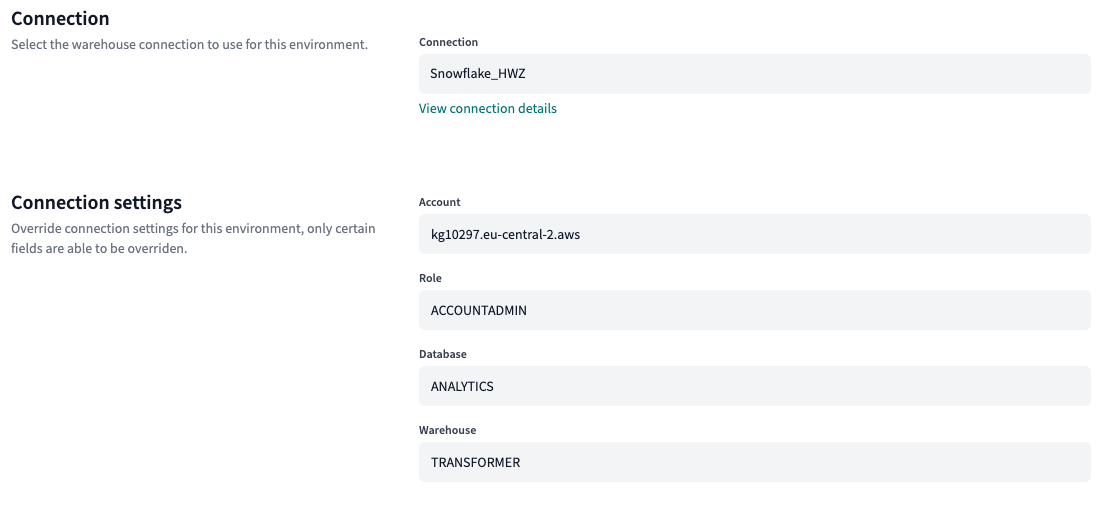 Connection
Select the warehouse connection to use for this environment.
Connection
Snowflake_HWZ
View connection details
Connection settings
Override connection settings for this environment, only certain
fields are able to be overriden.
Account
kg10297.eu-central-2.aws
Role
ACCOUNTADMIN
Database
ANALYTICS
Warehouse
TRANSFORMER